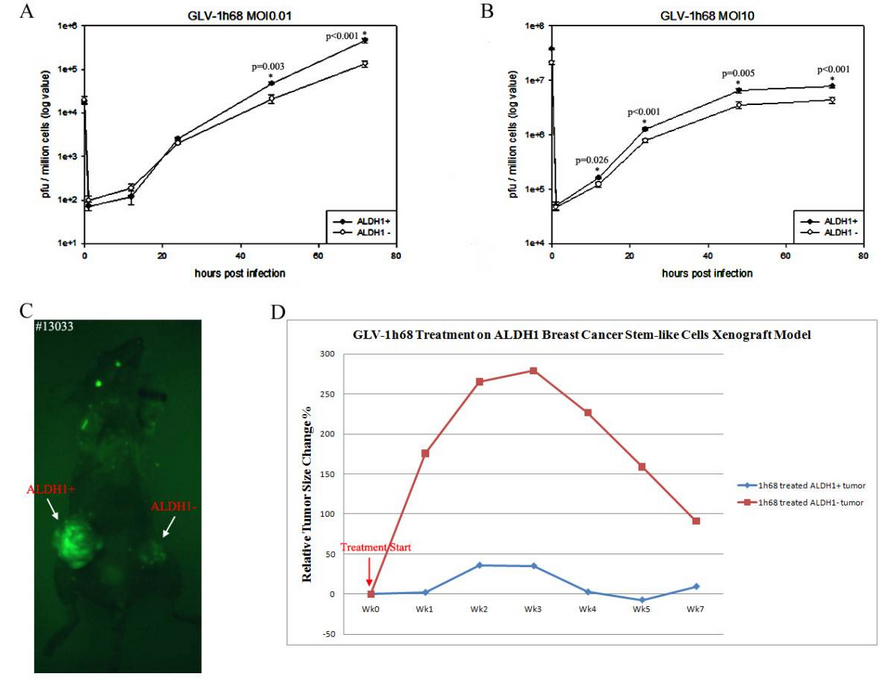 A
GLV-1h68 MOI0.01
1e+6
1e+5
1e+4
1e+3
1e+2
1e+1
pfu / million cells (log value)
p=0.003
*
p<0.001
*
ALDH1+
ALDH1 -
0
20
40
60
80
hours post infection
B
GLV-1h68 MOI10
1e+8
1e+7
1e+6
1e+5
1e+4
pfu / million cells (log value)
p=0.026
*
p<0.001
*
p=0.005
*
p<0.001
*
ALDH1+
ALDH1 -
0
20
40
60
80
hours post infection
C
#13033
ALDH1+
ALDH1-
D
GLV-1h68 Treatment on ALDH1 Breast Cancer Stem-like Cells Xenograft Model
300
250
200
150
100
50
0
-50
Relative Tumor Size Change %
Treatment Start
Wk0
Wk1
Wk2
Wk3
Wk4
Wk5
Wk7
1h68 treated ALDH1+ tumor
1h68 treated ALDH1- tumor